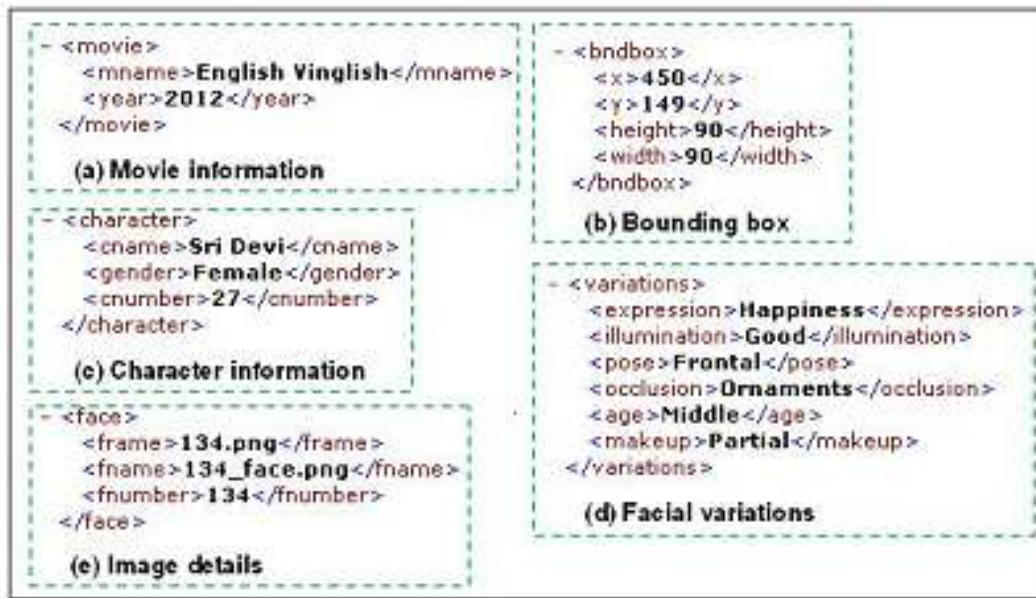 - <movie>
<mname>English Vinglish</mname>
<year>2012</year>
</movie>
(a) Movie information
- <bndbox>
<x>450</x>
<y>149</y>
<height>90</height>
<width>90</width>
</bndbox>
(b) Bounding box
- <character>
<cname>Sri Devi</cname>
<gender>Female</gender>
<cnumber>27</cnumber>
</character>
(c) Character information
- <variations>
<expression>Happiness</expression>
<illumination>Good</illumination>
<pose>Frontal</pose>
<occlusion>Ornaments</occlusion>
<age>Middle</age>
<makeup>Partial</makeup>
</variations>
(d) Facial variations
- <face>
<frame>134.png</frame>
<fname>134_face.png</fname>
<fnumber>134</fnumber>
</face>
(e) Image details